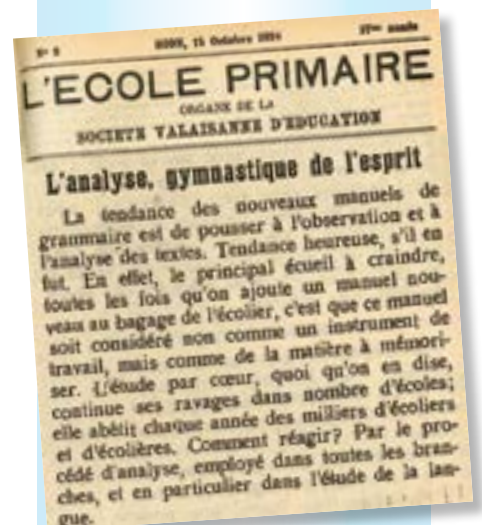 SION, 15 Octobre
L'ECOLE PRIMAIRE
ORGANE DE LA
SOCIETE VALAISANNE D'EDUCATION
L'analyse, gymnastique de l'esprit
La tendance des nouveaux manuels de
grammaire est de pousser à l'observation et à
l'analyse des textes. Tendance heureuse, s'il en
fut. En effet, le principal écueil à craindre,
toutes les fois qu'on ajoute un manuel nou-
veau au bagage de l'écolier, c'est que ce manuel
soit considéré non comme un instrument de
travail, mais comme de la matière à mémori-
ser. L'étude par cœur, quoi qu'on en dise,
continue ses ravages dans nombre d'écoles;
elle abêtit chaque année des milliers d'écoliers
et d'écolières. Comment réagir? Par le pro-
cédé d'analyse, employé dans toutes les bran-
ches, et en particulier dans l'étude de la lan-
gue.